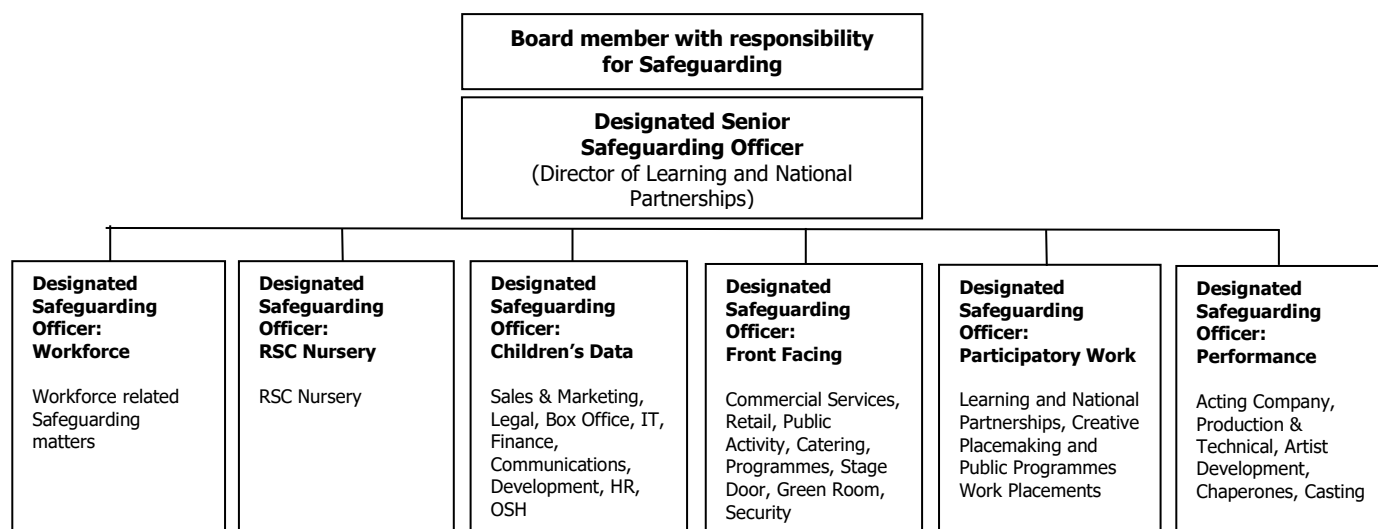 Board member with responsibility
for Safeguarding
Designated Senior
Safeguarding Officer
(Director of Learning and National
Partnerships)
Designated
Safeguarding
Officer:
Workforce
Workforce related
Safeguarding
matters
Designated
Safeguarding
Officer:
RSC Nursery
RSC Nursery
Designated
Safeguarding
Officer:
Children’s Data
Sales & Marketing,
Legal, Box Office, IT,
Finance,
Communications,
Development, HR,
OSH
Designated
Safeguarding
Officer:
Front Facing
Commercial Services,
Retail, Public
Activity, Catering,
Programmes, Stage
Door, Green Room,
Security
Designated
Safeguarding
Officer:
Participatory Work
Learning and National
Partnerships, Creative
Placemaking and
Public Programmes
Work Placements
Designated
Safeguarding
Officer:
Performance
Acting Company,
Production &
Technical, Artist
Development,
Chaperones, Casting